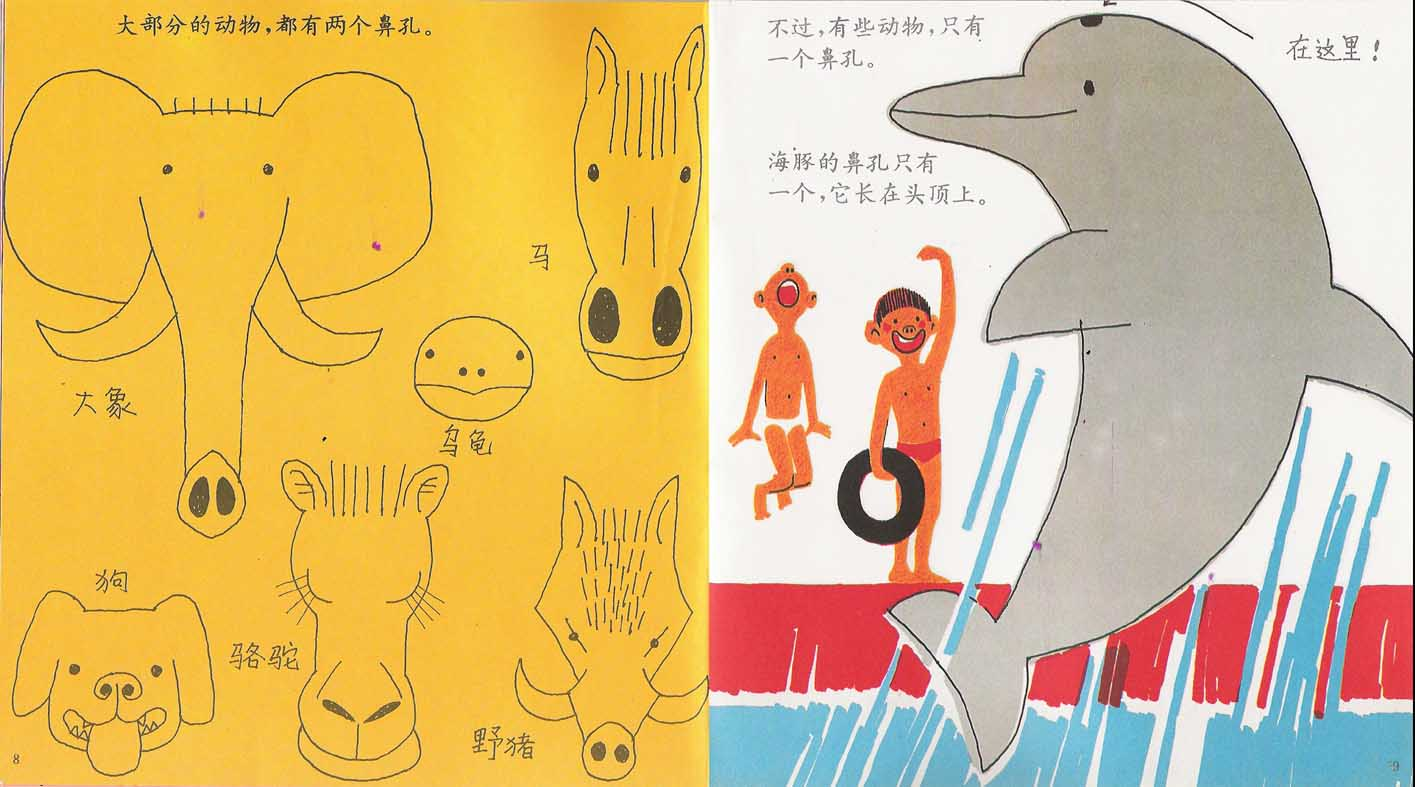 大部分的动物，都有两个鼻孔。
马
大象
乌龟
狗
骆驼
野猪
8
不过，有些动物，只有
一个鼻孔。
在这里！
海豚的鼻孔只有
一个，它长在头顶上。
9